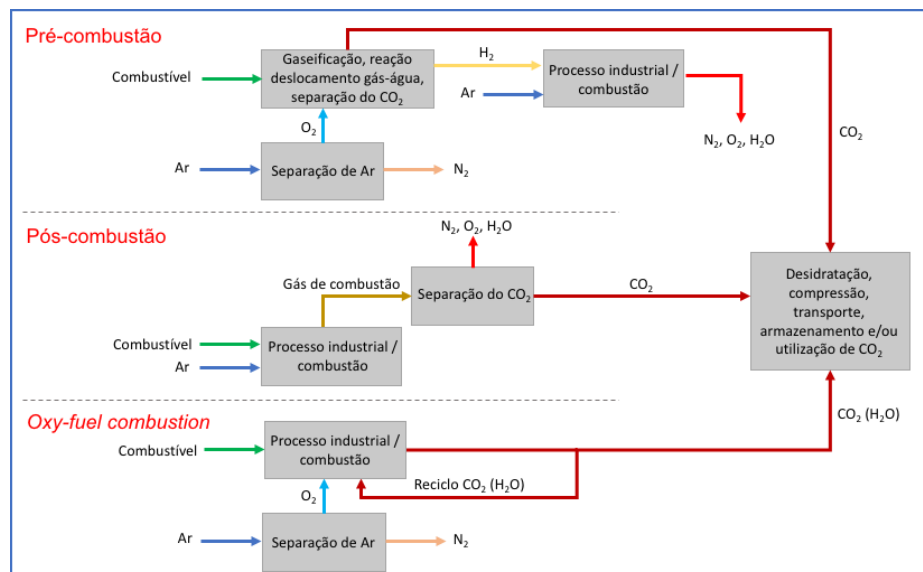 Pré-combustão
Gaseificação, reação
deslocamento gás-água,
separação do CO₂
Combustível
H₂
Ar
Processo industrial /
combustão
N₂, O₂, H₂O
CO₂
O₂
Ar
Separação de Ar
N₂
Pós-combustão
N₂, O₂, H₂O
Gás de combustão
Separação do CO₂
CO₂
Combustível
Ar
Processo industrial /
combustão
Desidratação,
compressão,
transporte,
armazenamento e/ou
utilização de CO₂
Oxy-fuel combustion
Combustível
Processo industrial /
combustão
CO₂ (H₂O)
Reciclo CO₂ (H₂O)
O₂
Ar
Separação de Ar
N₂